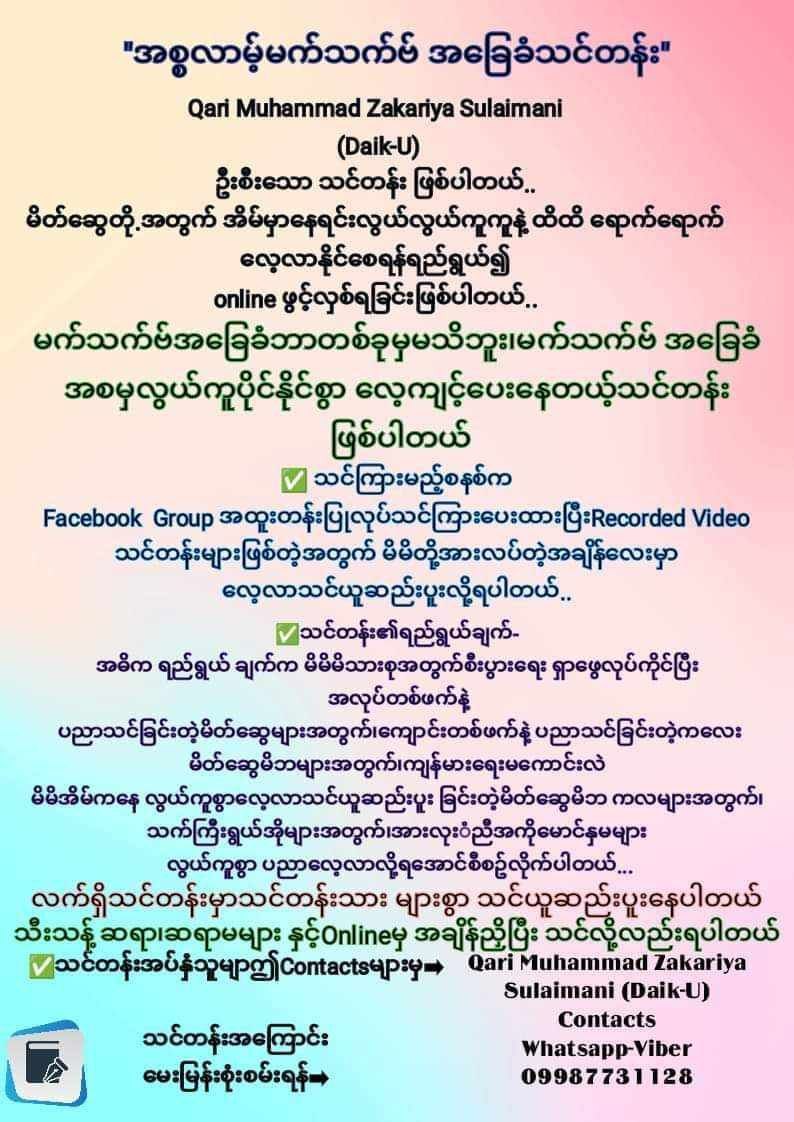 "အစ္စလာမ့်မက်သက်ဗ် အခြေခံသင်တန်း"
Qari Muhammad Zakariya Sulaimani
(Daik-U)
ဦးစီးသော သင်တန်း ဖြစ်ပါတယ်..
မိတ်ဆွေတို.အတွက် အိမ်မှာနေရင်းလွယ်လွယ်ကူကူနဲ့ ထိထိ ရောက်ရောက်
လေ့လာနိုင်စေရန်ရည်ရွယ်၍
online ဖွင့်လှစ်ရခြင်းဖြစ်ပါတယ်..
မက်သက်ဗ်အခြေခံဘာတစ်ခုမှမသိဘူး၊မက်သက်ဗ် အခြေခံ
အစမှလွယ်ကူပိုင်နိုင်စွာ လေ့ကျင့်ပေးနေတယ့်သင်တန်း
ဖြစ်ပါတယ်
✅ သင်ကြားမည့်စနစ်က
Facebook Group အထူးတန်းပြုလုပ်သင်ကြားပေးထားပြီးRecorded Video
သင်တန်းများဖြစ်တဲ့အတွက် မိမိတို့အားလပ်တဲ့အချိန်လေးမှာ
လေ့လာသင်ယူဆည်းပူးလို့ရပါတယ်..
✅သင်တန်း၏ရည်ရွယ်ချက်-
အဓိက ရည်ရွယ် ချက်က မိမိမိသားစုအတွက်စီးပွားရေး ရှာဖွေလုပ်ကိုင်ပြီး
အလုပ်တစ်ဖက်နဲ့
ပညာသင်ခြင်းတဲ့မိတ်ဆွေများအတွက်၊ကျောင်းတစ်ဖက်နဲ့ ပညာသင်ခြင်းတဲ့ကလေး
မိတ်ဆွေမိဘများအတွက်၊ကျန်မားရေးမကောင်းလဲ
မိမိအိမ်ကနေ လွယ်ကူစွာလေ့လာသင်ယူဆည်းပူး ခြင်းတဲ့မိတ်ဆွေမိဘ ကလများအတွက်၊
သက်ကြီးရွယ်အိုများအတွက်၊အားလုးံညီအကိုမောင်နှမများ
လွယ်ကူစွာ ပညာလေ့လာလို့ရအောင်စီစဥ်လိုက်ပါတယ်...
လက်ရှိသင်တန်းမှာသင်တန်းသား များစွာ သင်ယူဆည်းပူးနေပါတယ်
သီးသန့် ဆရာ၊ဆရာမများ နှင့်Onlineမှ အချိန်ညှိပြီး သင်လို့လည်းရပါတယ်
✅သင်တန်းအပ်နှံသူမျာဤContactsများမှ➡
Qari Muhammad Zakariya
Sulaimani (Daik-U)
Contacts
Whatsapp-Viber
09987731128
သင်တန်းအကြောင်း
မေးမြန်းစုံးစမ်းရန်➡